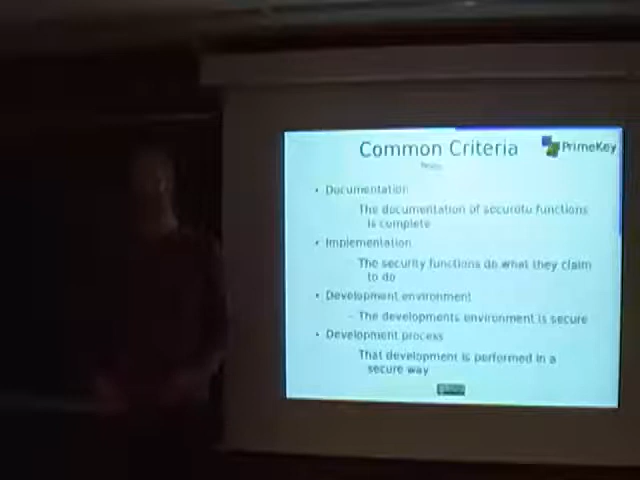 Common Criteria
PrimeKey
• Documentation
The documentation of securotu functions
is complete
• Implementation
The security functions do what they claim
to do
• Development environment
– The developments environment is secure
• Development process
That development is performed in a
secure way